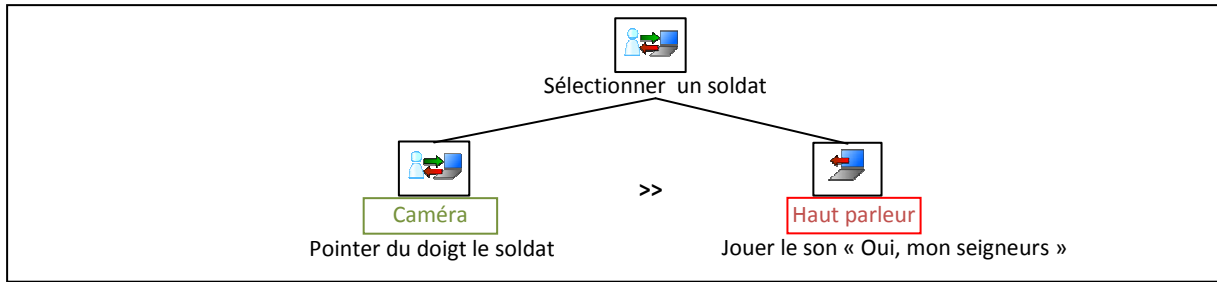 Sélectionner un soldat
>>
Caméra
Haut parleur
Pointer du doigt le soldat
Jouer le son « Oui, mon seigneurs »